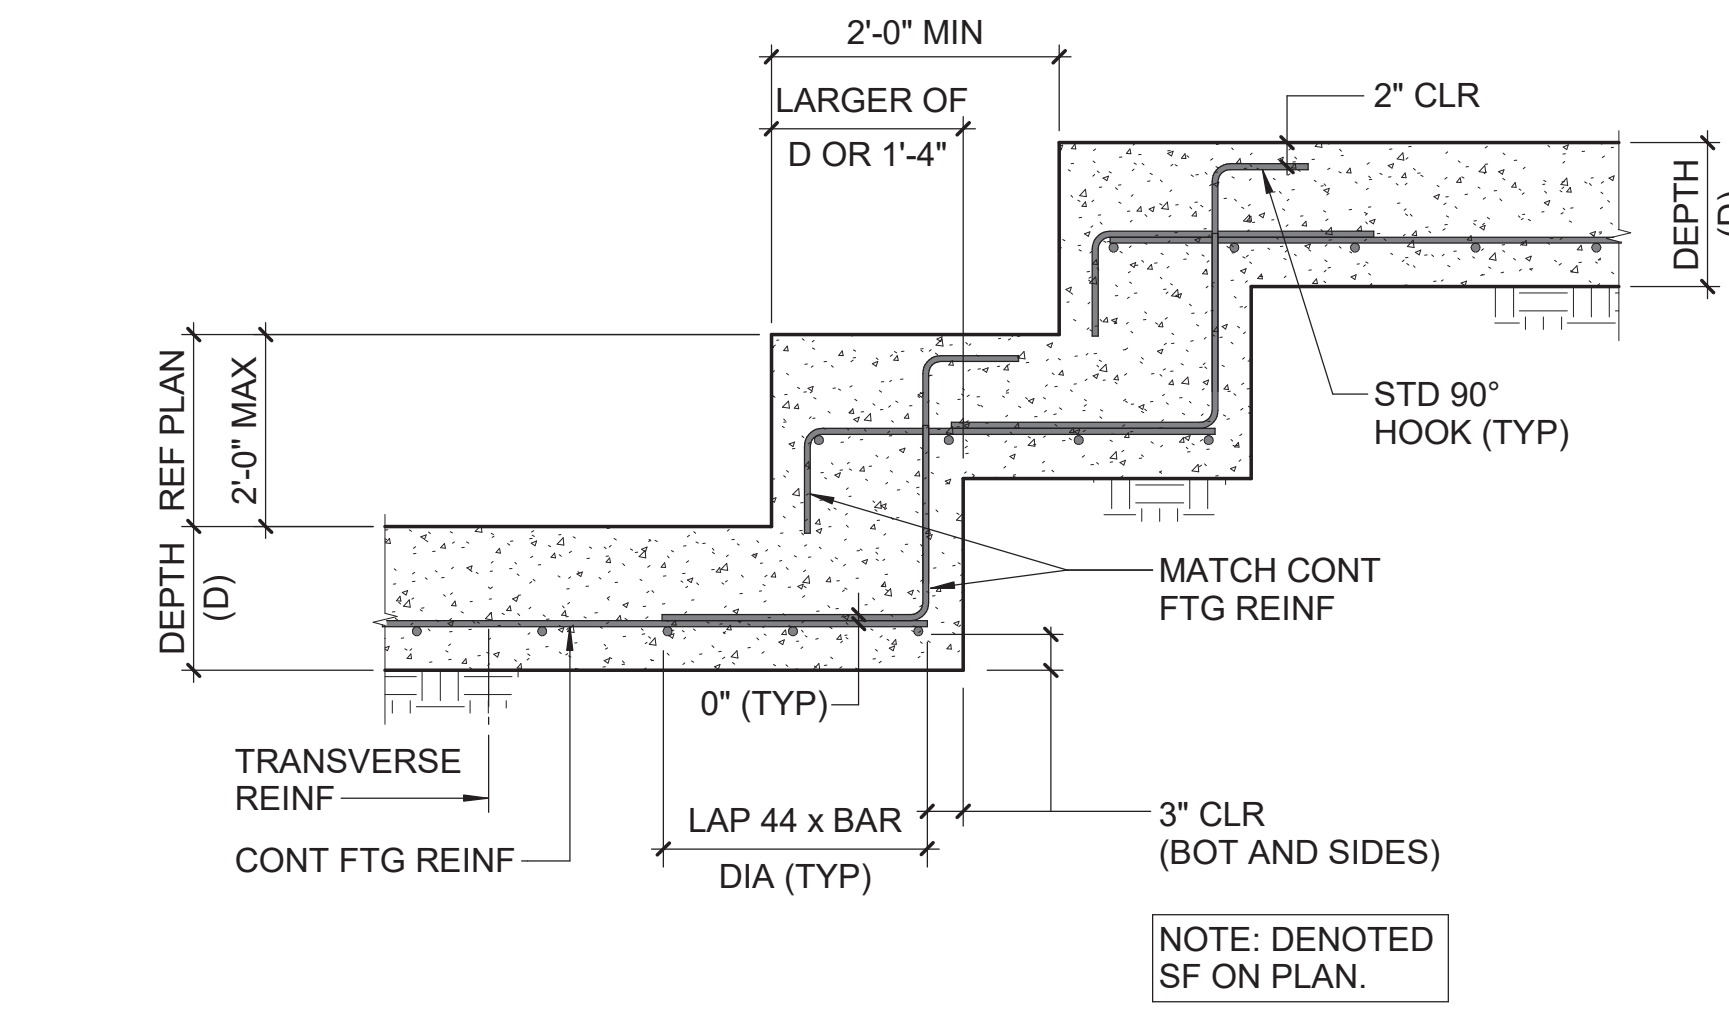 2'-0" MIN
LARGER OF
D OR 1'-4"
2" CLR
DEPTH
(D)
STD 90°
HOOK (TYP)
REF PLAN
2'-0" MAX
DEPTH
(D)
MATCH CONT
FTG REINF
0" (TYP)
TRANSVERSE
REINF
CONT FTG REINF
LAP 44 x BAR
DIA (TYP)
3" CLR
(BOT AND SIDES)
NOTE: DENOTED
SF ON PLAN.